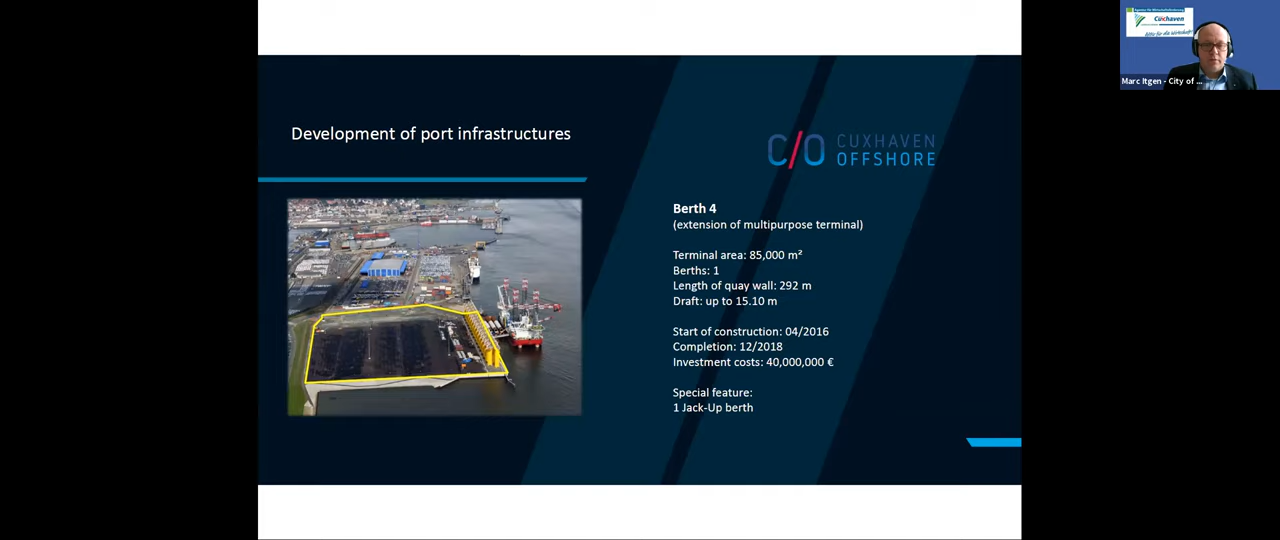 Development of port infrastructures
C/O CUXHAVEN
OFFSHORE
Berth 4
(extension of multipurpose terminal)
Terminal area: 85,000 m²
Berths: 1
Length of quay wall: 292 m
Draft: up to 15.10 m
Start of construction: 04/2016
Completion: 12/2018
Investment costs: 40,000,000 €
Special feature:
1 Jack-Up berth
Cuxhaven
Marc Itgen - City of ...